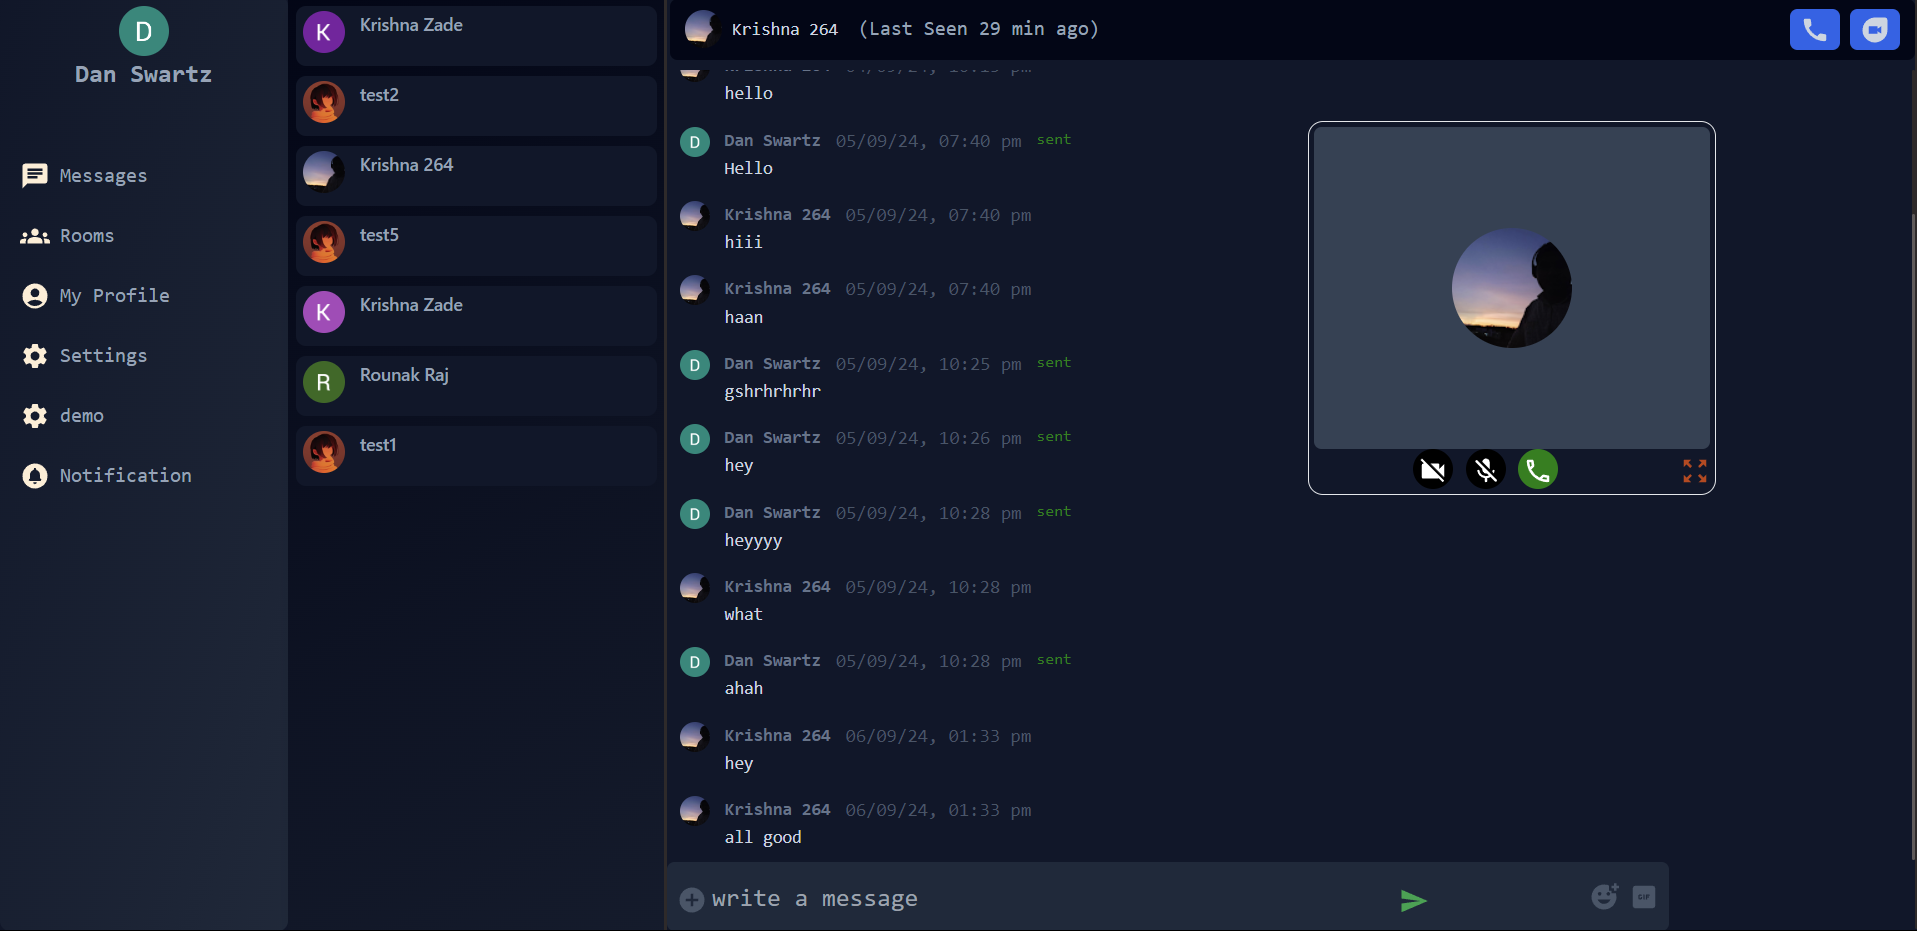 D
Dan Swartz
Messages
Rooms
My Profile
Settings
demo
Notification
K
Krishna Zade
test2
Krishna 264
test5
K
Krishna Zade
R
Rounak Raj
test1
Krishna 264 (Last Seen 29 min ago)
hello
D
Dan Swartz 05/09/24, 07:40 pm sent
Hello
Krishna 264 05/09/24, 07:40 pm
hiii
Krishna 264 05/09/24, 07:40 pm
haan
D
Dan Swartz 05/09/24, 10:25 pm sent
gshrhrhrhr
D
Dan Swartz 05/09/24, 10:26 pm sent
hey
D
Dan Swartz 05/09/24, 10:28 pm sent
heyyyy
Krishna 264 05/09/24, 10:28 pm
what
D
Dan Swartz 05/09/24, 10:28 pm sent
ahah
Krishna 264 06/09/24, 01:33 pm
hey
Krishna 264 06/09/24, 01:33 pm
all good
write a message
GIF